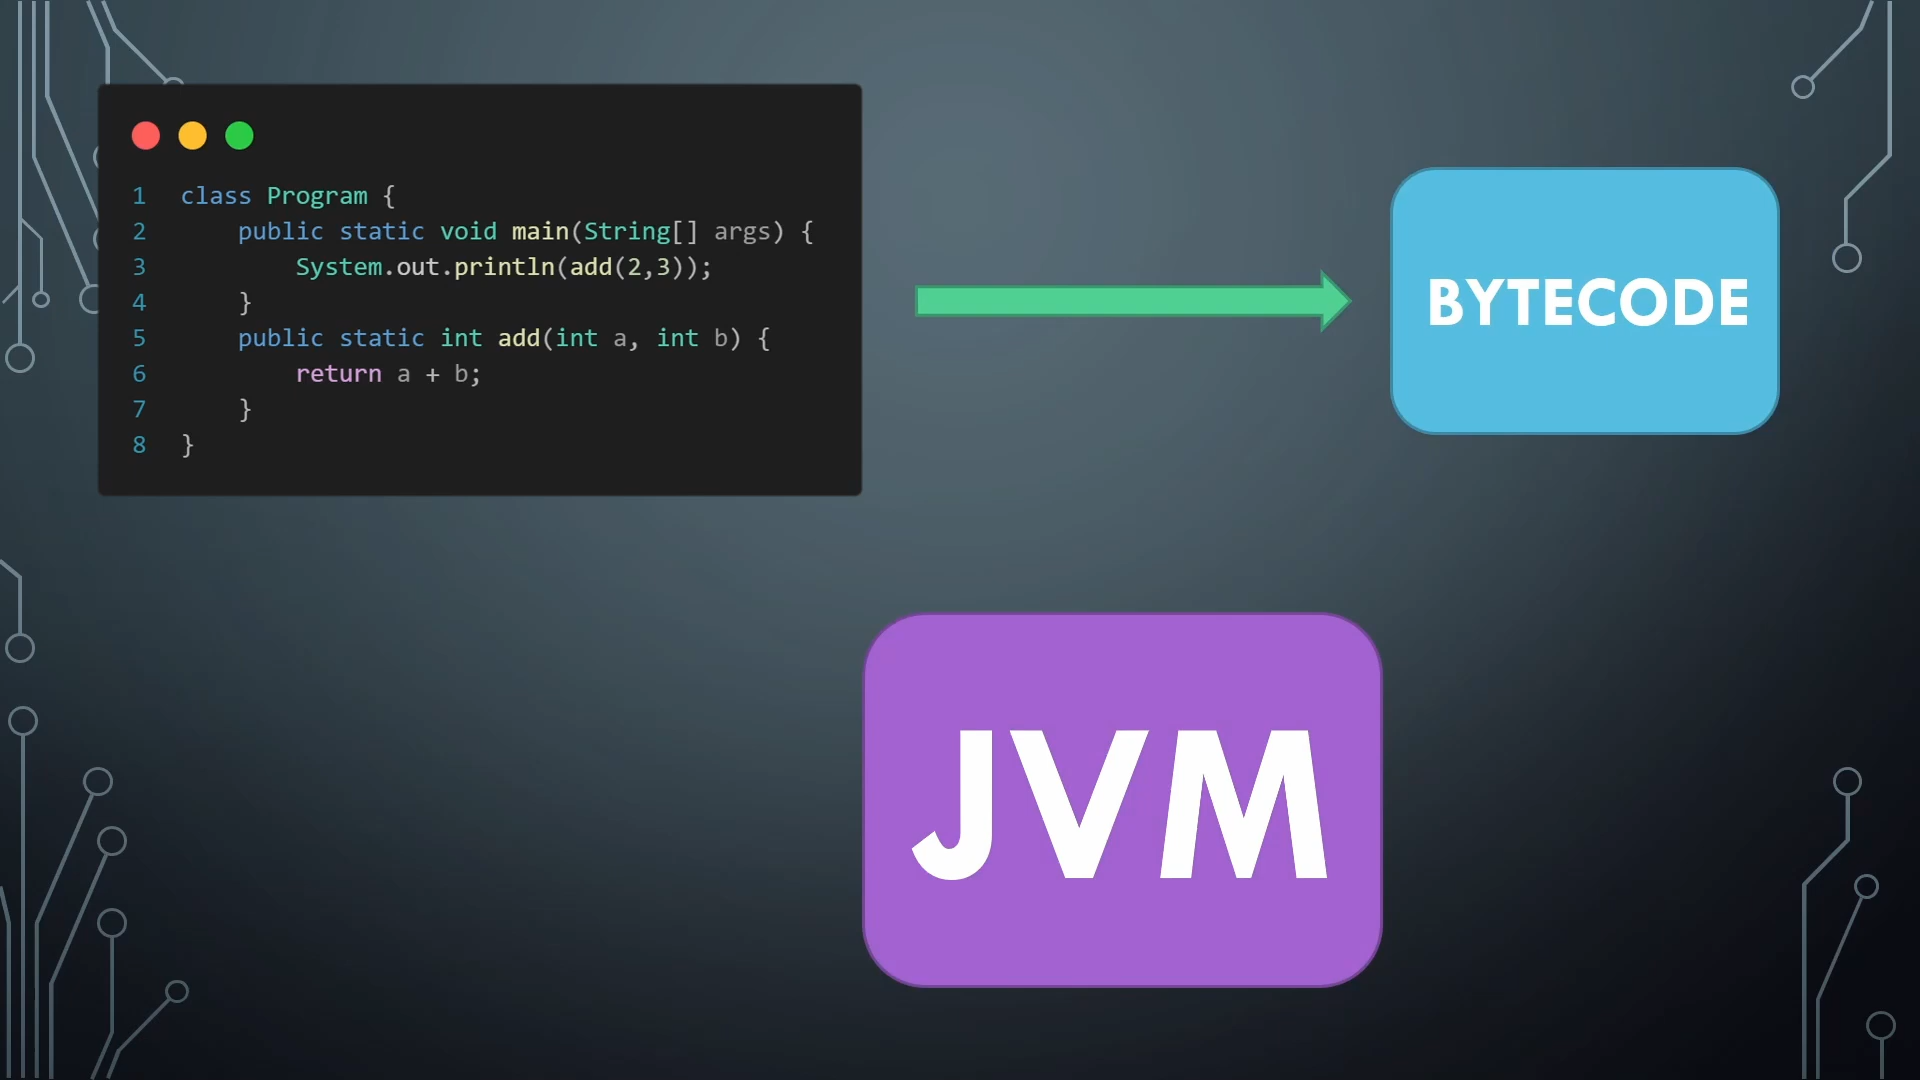 1 class Program {
2     public static void main(String[] args) {
3         System.out.println(add(2,3));
4     }
5     public static int add(int a, int b) {
6         return a + b;
7     }
8 }
BYTECODE
JVM